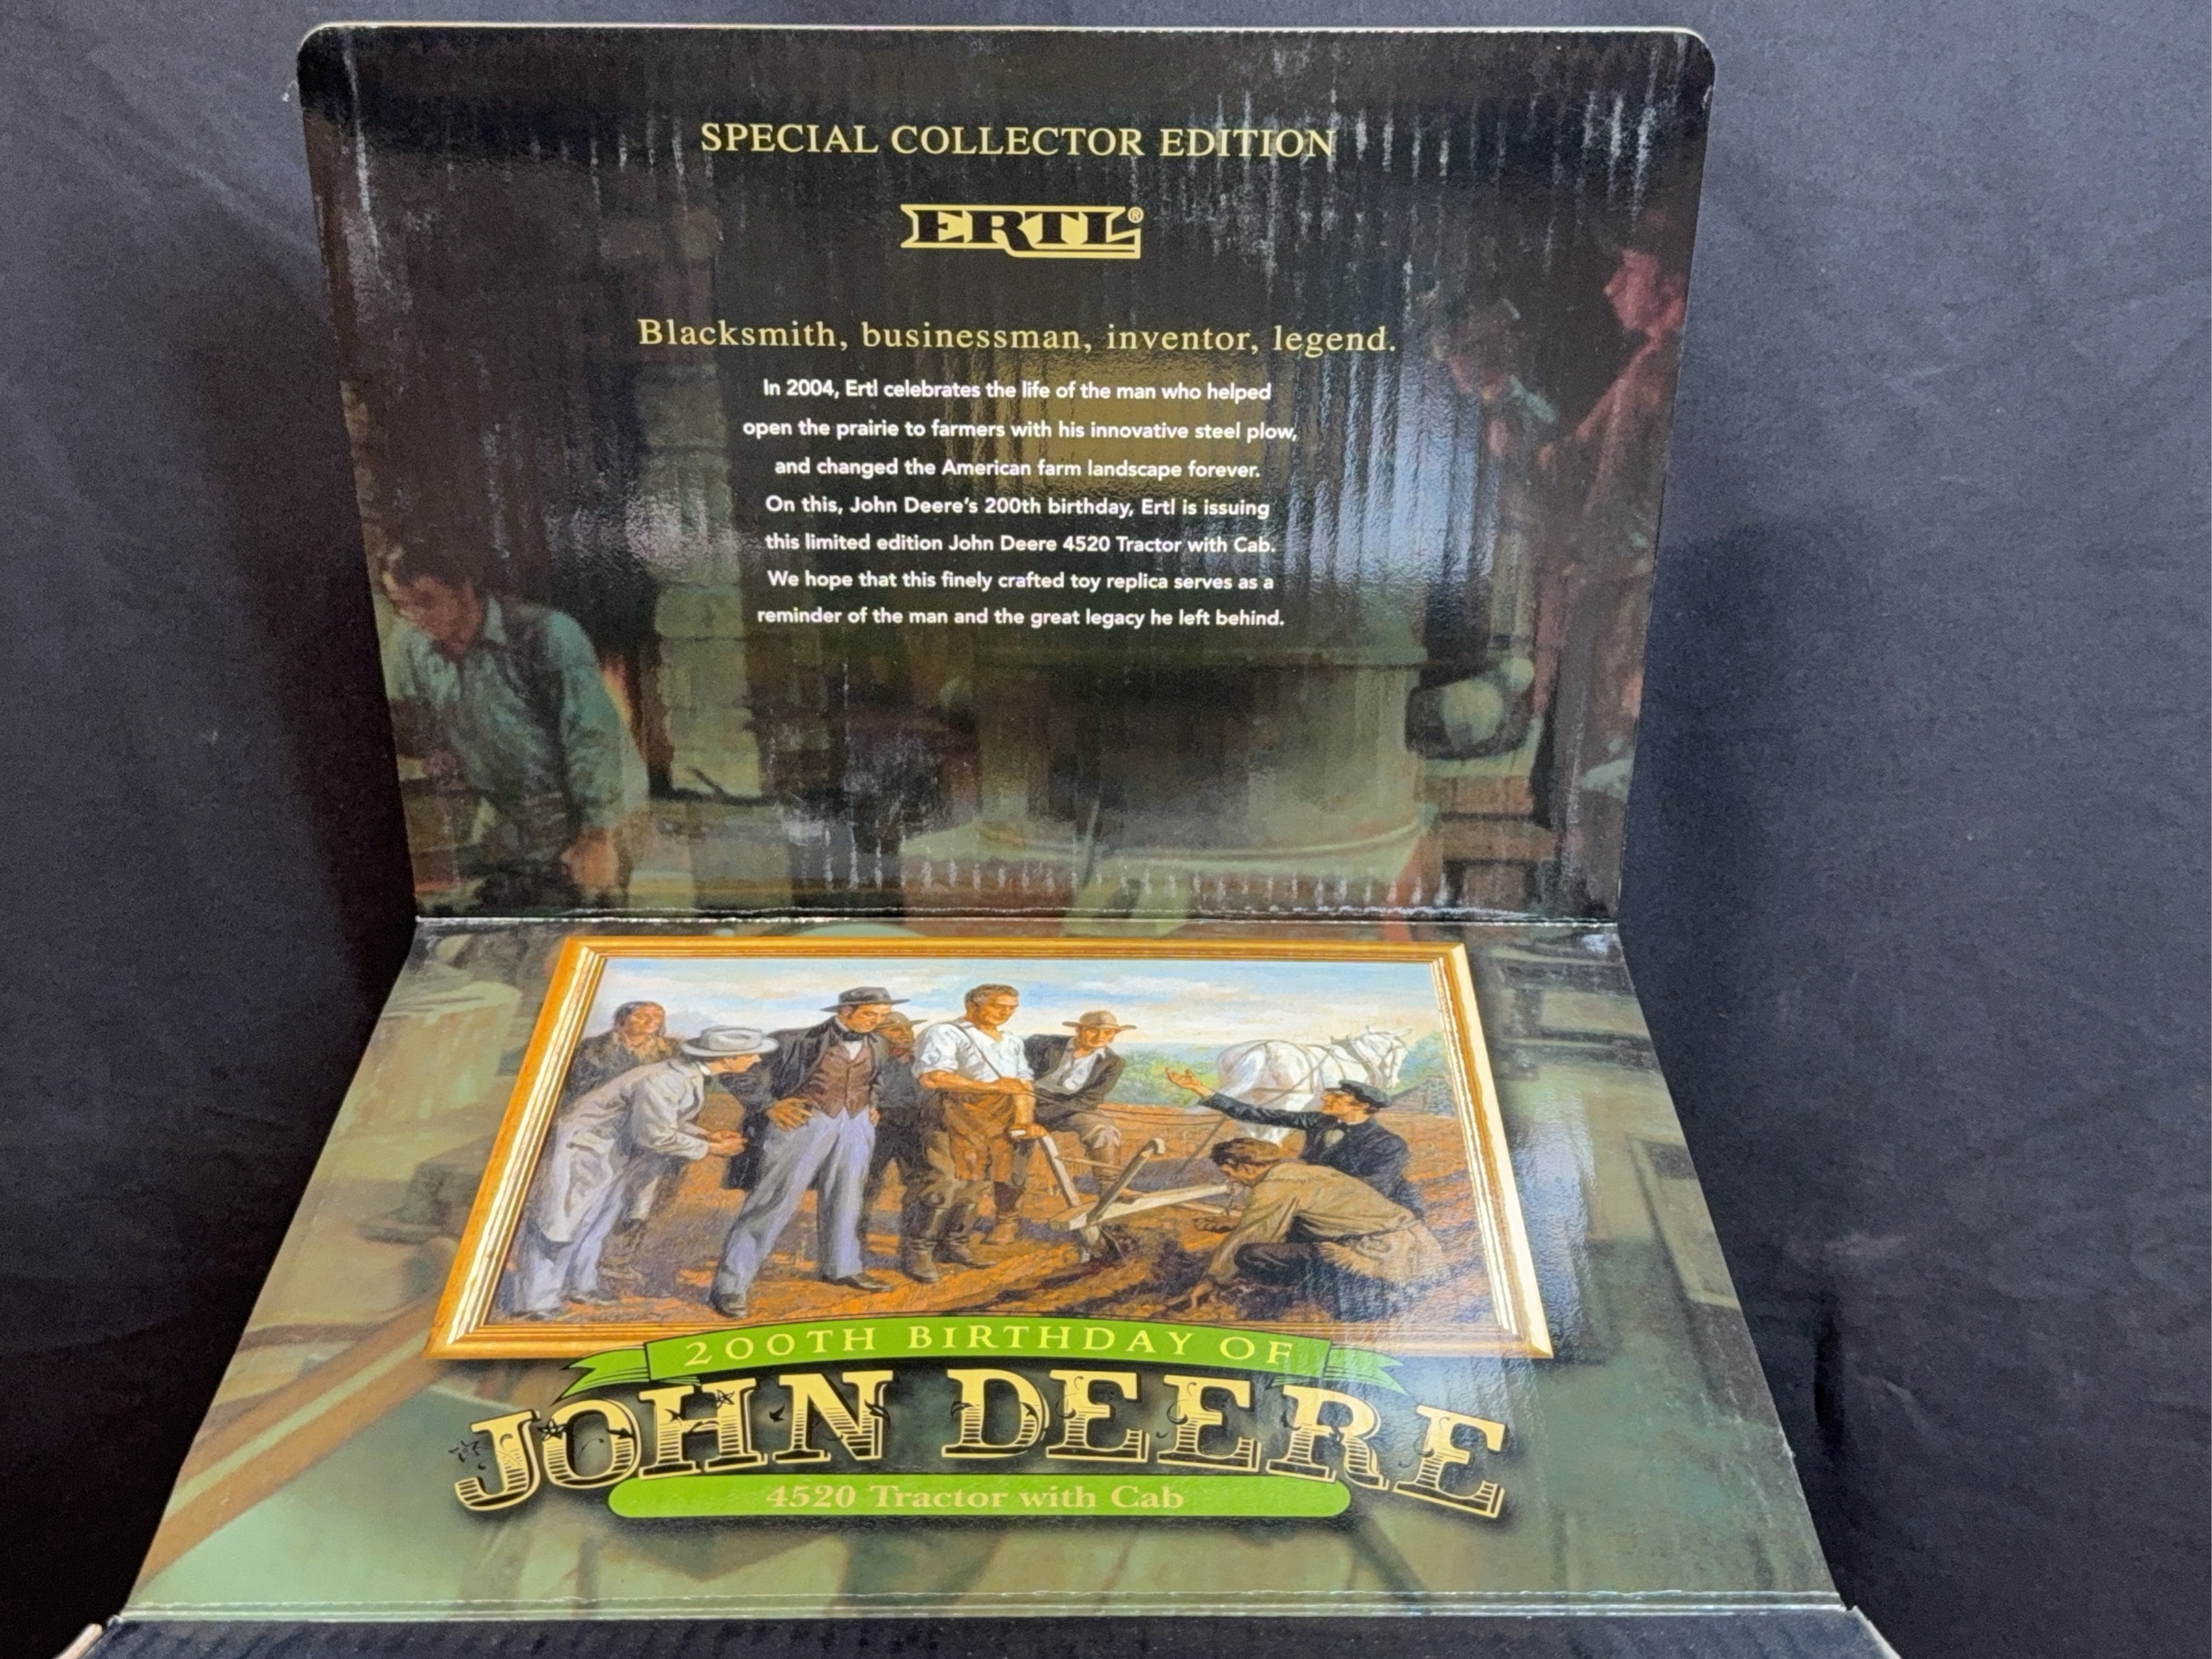 SPECIAL COLLECTOR EDITION
ERTL®
Blacksmith, businessman, inventor, legend.
In 2004, Ertl celebrates the life of the man who helped
open the prairie to farmers with his innovative steel plow,
and changed the American farm landscape forever.
On this, John Deere's 200th birthday, Ertl is issuing
this limited edition John Deere 4520 Tractor with Cab.
We hope that this finely crafted toy replica serves as a
reminder of the man and the great legacy he left behind.
200TH BIRTHDAY OF
JOHN DEERE
4520 Tractor with Cab